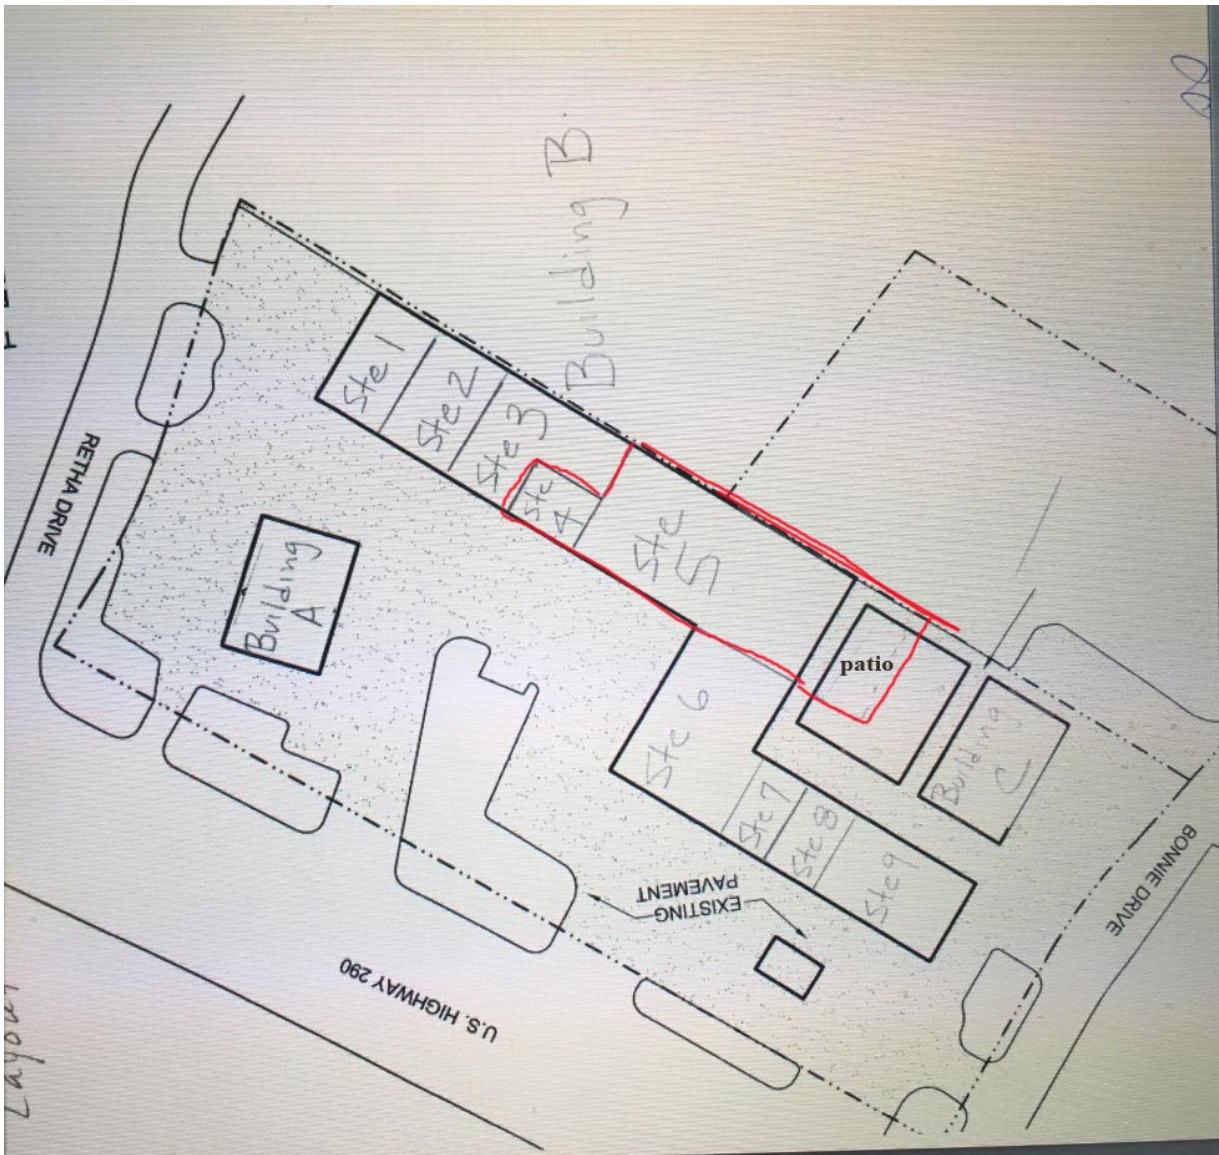 Building B
Ste 1
Ste 2
Ste 3
Ste
4
Ste
5
RETHA DRIVE
Building
A
patio
Ste 6
Building
C
Ste 7
Ste 8
Ste 9
BONNIE DRIVE
EXISTING
PAVEMENT
U.S. HIGHWAY 290
Layout